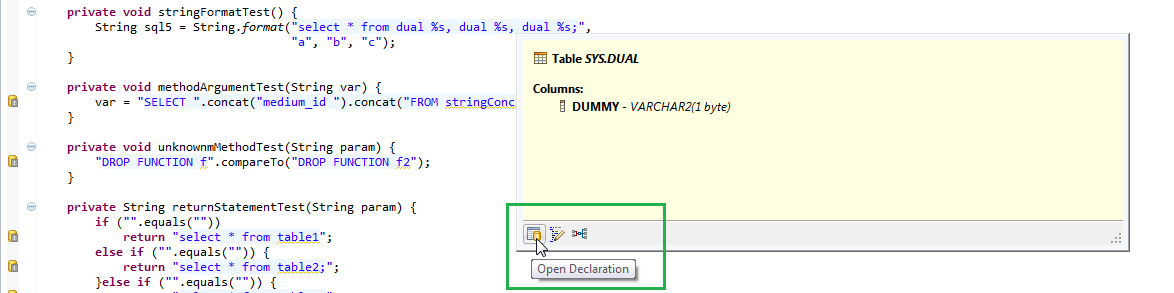 private void stringFormatTest() {
String sql5 = String.format("select * from dual %s, dual %s, dual %s;",
"a", "b", "c");
}
private void methodArgumentTest(String var) {
var = "SELECT ".concat("medium_id ").concat("FROM stringConc
}
private void unknownmMethodTest(String param) {
"DROP FUNCTION f".compareTo("DROP FUNCTION f2");
}
private String returnStatementTest(String param) {
if ("".equals(""))
return "select * from table1";
else if ("".equals("")) {
return "select * from table2;";
}else if ("".equals("")) {
Table SYS.DUAL
Columns:
DUMMY - VARCHAR2(1 byte)
Open Declaration